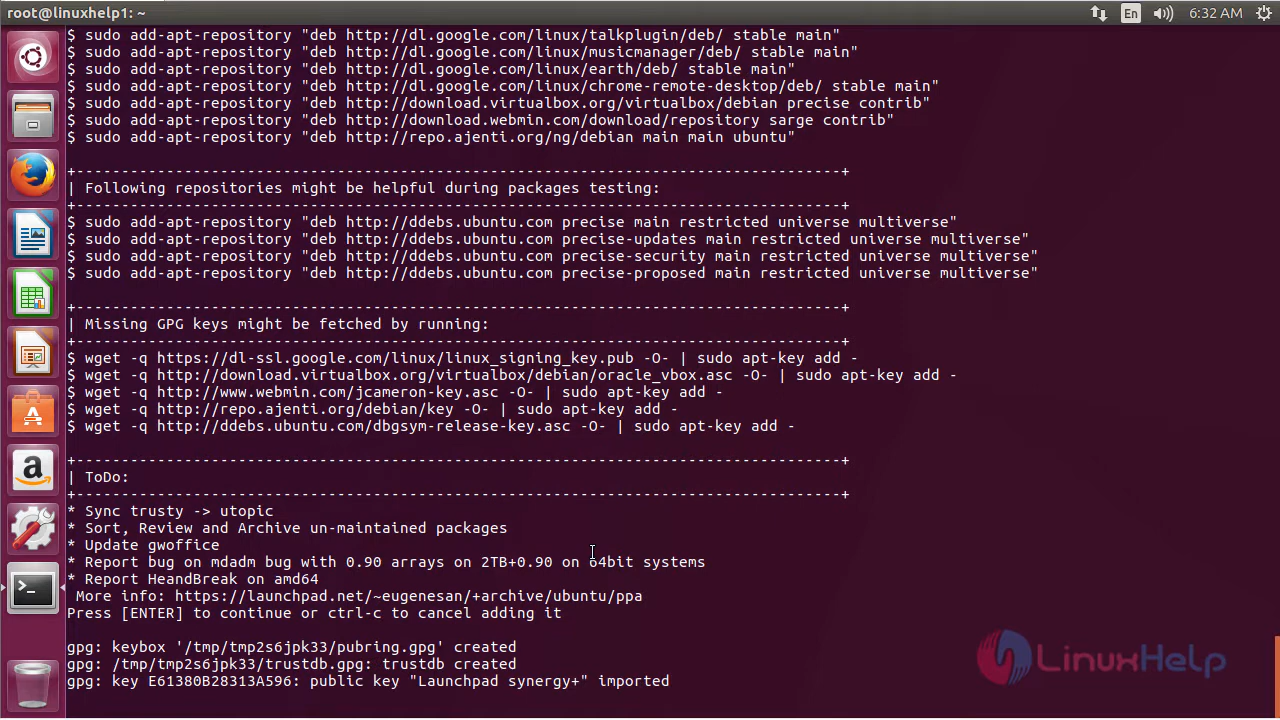 root@linuxhelp1: ~
En
6:32 AM
$ sudo add-apt-repository "deb http://dl.google.com/linux/talkplugin/deb/ stable main"
$ sudo add-apt-repository "deb http://dl.google.com/linux/musicmanager/deb/ stable main"
$ sudo add-apt-repository "deb http://dl.google.com/linux/earth/deb/ stable main"
$ sudo add-apt-repository "deb http://dl.google.com/linux/chrome-remote-desktop/deb/ stable main"
$ sudo add-apt-repository "deb http://download.virtualbox.org/virtualbox/debian precise contrib"
$ sudo add-apt-repository "deb http://download.webmin.com/download/repository sarge contrib"
$ sudo add-apt-repository "deb http://repo.ajenti.org/ng/debian main main ubuntu"
+--------------------------------------------------------------------------------------+
| Following repositories might be helpful during packages testing:
+--------------------------------------------------------------------------------------+
$ sudo add-apt-repository "deb http://ddebs.ubuntu.com precise main restricted universe multiverse"
$ sudo add-apt-repository "deb http://ddebs.ubuntu.com precise-updates main restricted universe multiverse"
$ sudo add-apt-repository "deb http://ddebs.ubuntu.com precise-security main restricted universe multiverse"
$ sudo add-apt-repository "deb http://ddebs.ubuntu.com precise-proposed main restricted universe multiverse"
+--------------------------------------------------------------------------------------+
| Missing GPG keys might be fetched by running:
+--------------------------------------------------------------------------------------+
$ wget -q https://dl-ssl.google.com/linux/linux_signing_key.pub -O- | sudo apt-key add -
$ wget -q http://download.virtualbox.org/virtualbox/debian/oracle_vbox.asc -O- | sudo apt-key add -
$ wget -q http://www.webmin.com/jcameron-key.asc -O- | sudo apt-key add -
$ wget -q http://repo.ajenti.org/debian/key -O- | sudo apt-key add -
$ wget -q http://ddebs.ubuntu.com/dbgsym-release-key.asc -O- | sudo apt-key add -
+--------------------------------------------------------------------------------------+
| ToDo:
+--------------------------------------------------------------------------------------+
* Sync trusty -> utopic
* Sort, Review and Archive un-maintained packages
* Update gwoffice
* Report bug on mdadm bug with 0.90 arrays on 2TB+0.90 on 64bit systems
* Report HeandBreak on amd64
More info: https://launchpad.net/~eugenesan/+archive/ubuntu/ppa
Press [ENTER] to continue or ctrl-c to cancel adding it
gpg: keybox '/tmp/tmp2s6jpk33/pubring.gpg' created
gpg: /tmp/tmp2s6jpk33/trustdb.gpg: trustdb created
gpg: key E61380B28313A596: public key "Launchpad synergy+" imported
LinuxHelp